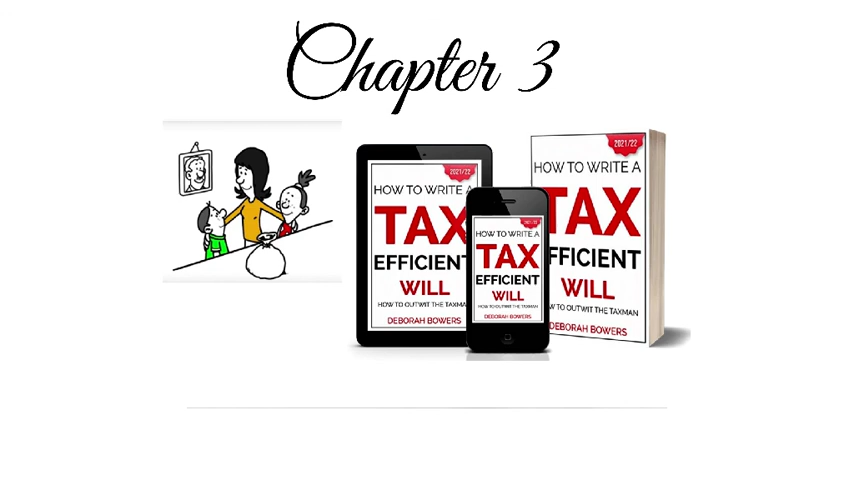 Chapter 3
2021/22
HOW TO WRITE A
TAX
EFFICIENT
WILL
HOW TO OUTWIT THE TAXMAN
DEBORAH BOWERS
2021/22
HOW TO WRITE A
TAX
EFFICIENT
WILL
HOW TO OUTWIT THE TAXMAN
DEBORAH BOWERS
2021/22
HOW TO WRITE A
TAX
EFFICIENT
WILL
TO OUTWIT THE TAXMAN
DEBORAH BOWERS